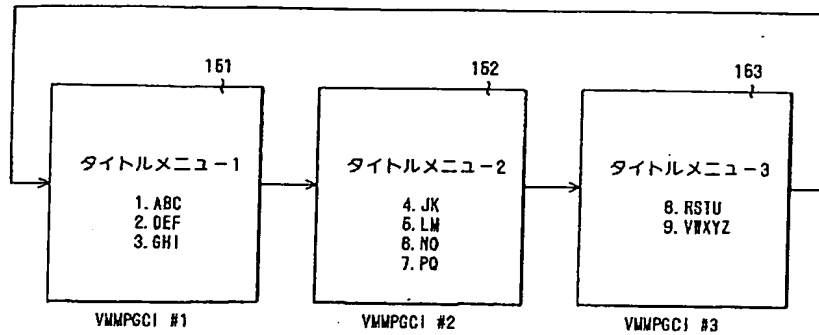 151
タイトルメニュー1
1. ABC
2. DEF
3. GHI
VMMPGCI #1
152
タイトルメニュー2
4. JK
5. LM
6. NO
7. PQ
VMMPGCI #2
153
タイトルメニュー3
8. RSTU
9. VWXYZ
VMMPGCI #3